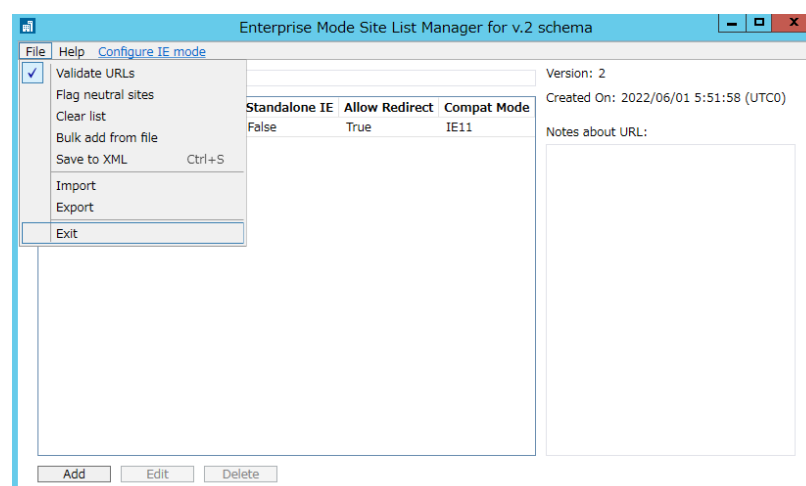 Enterprise Mode Site List Manager for v.2 schema
File Help Configure IE mode
Validate URLs
Flag neutral sites
Clear list
Bulk add from file
Save to XML Ctrl+S
Import
Export
Exit
Standalone IE Allow Redirect Compat Mode
False True IE11
Version: 2
Created On: 2022/06/01 5:51:58 (UTC0)
Notes about URL:
Add Edit Delete